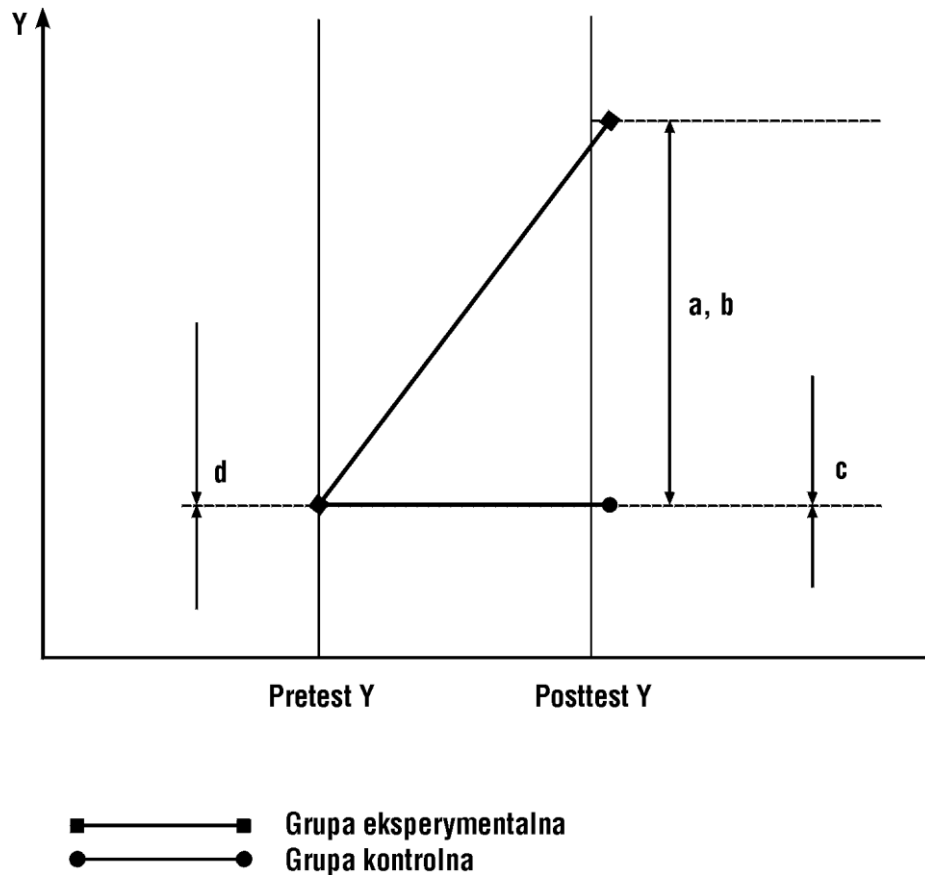 Y
a, b
d
c
Pretest Y
Posttest Y
Grupa eksperymentalna
Grupa kontrolna